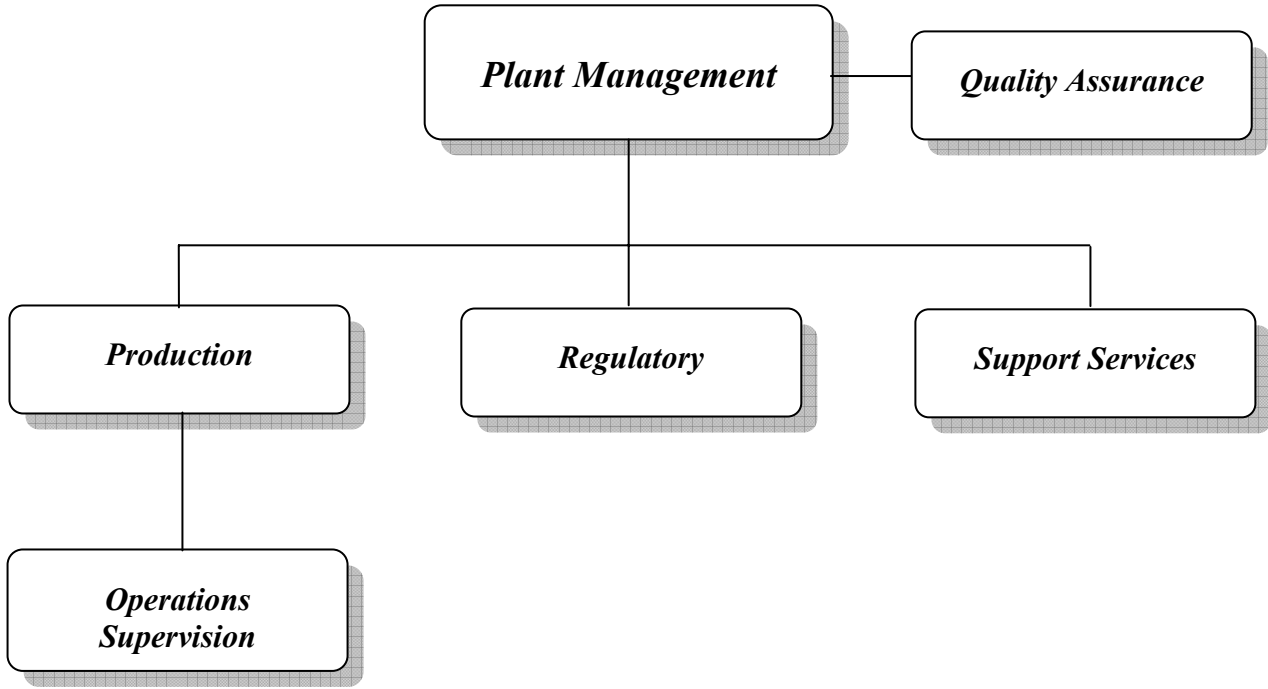 Plant Management
Quality Assurance
Production
Regulatory
Support Services
Operations
Supervision